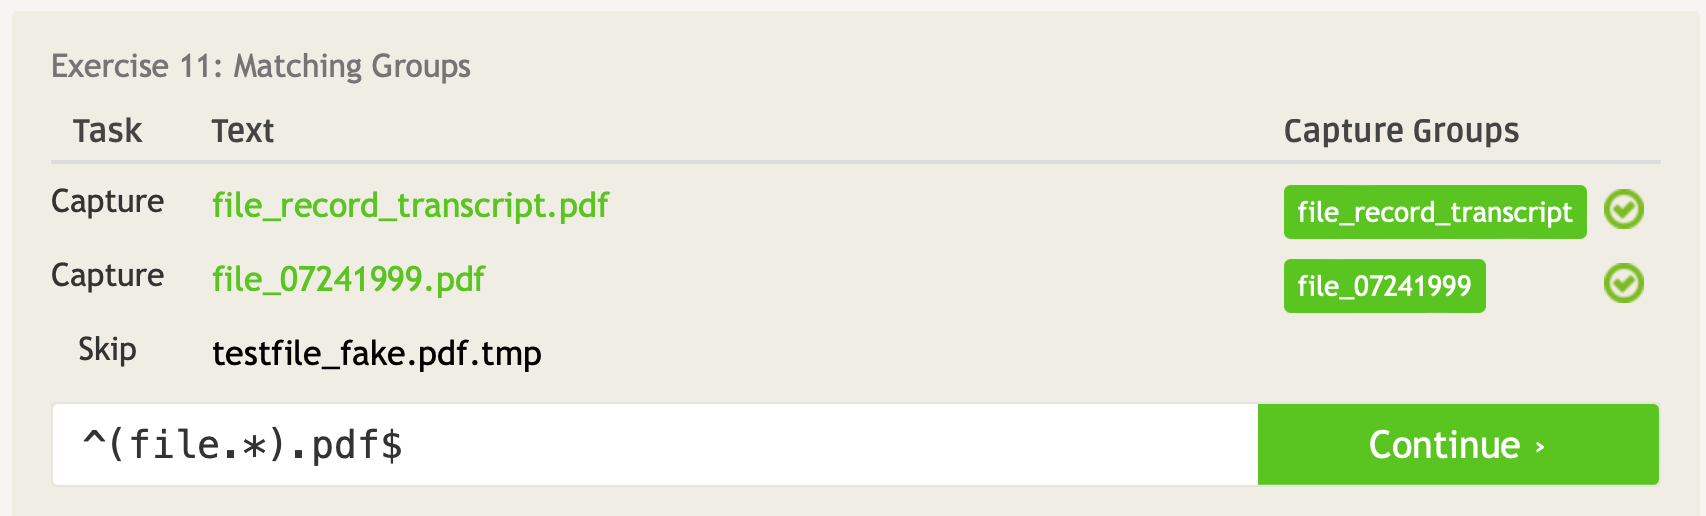 Exercise 11: Matching Groups
Task Text Capture Groups
Capture file_record_transcript.pdf file_record_transcript
Capture file_07241999.pdf file_07241999
Skip testfile_fake.pdf.tmp
^(file.*).pdf$ Continue ›